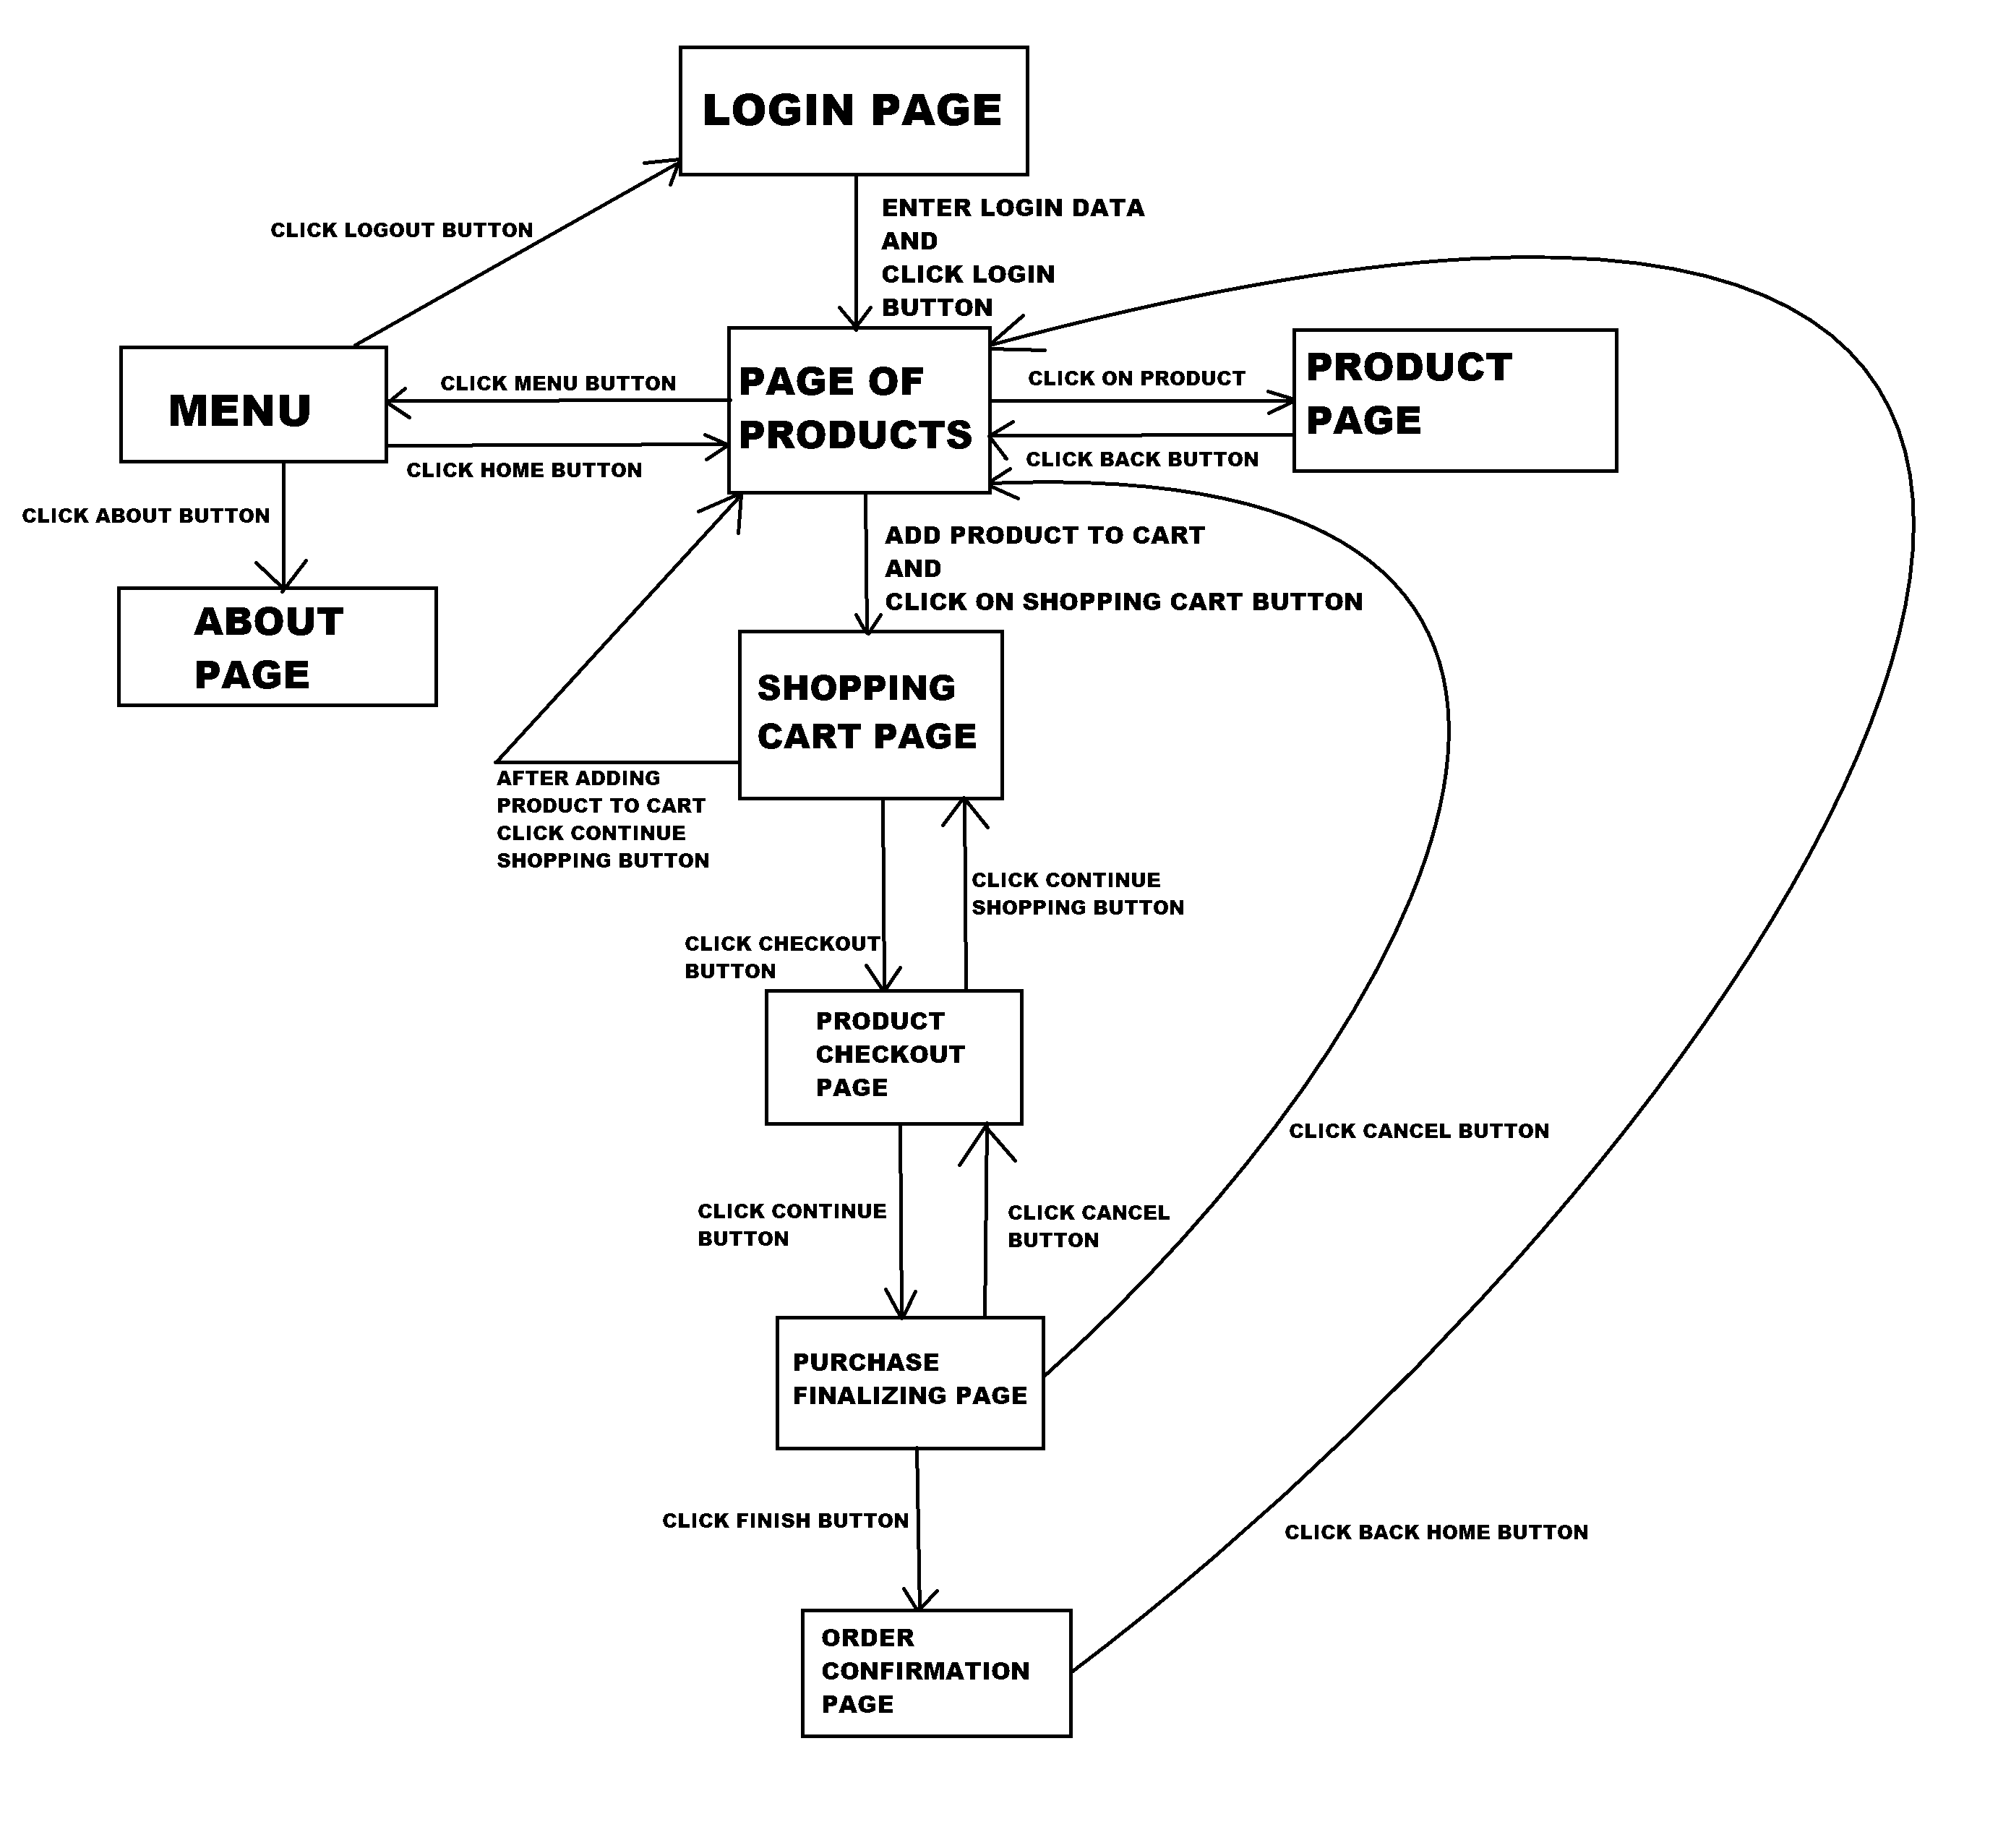 LOGIN PAGE
CLICK LOGOUT BUTTON
ENTER LOGIN DATA
AND
CLICK LOGIN
BUTTON
MENU
CLICK MENU BUTTON
CLICK HOME BUTTON
PAGE OF
PRODUCTS
CLICK ON PRODUCT
CLICK BACK BUTTON
PRODUCT
PAGE
CLICK ABOUT BUTTON
ABOUT
PAGE
ADD PRODUCT TO CART
AND
CLICK ON SHOPPING CART BUTTON
SHOPPING
CART PAGE
AFTER ADDING
PRODUCT TO CART
CLICK CONTINUE
SHOPPING BUTTON
CLICK CONTINUE
SHOPPING BUTTON
CLICK CHECKOUT
BUTTON
PRODUCT
CHECKOUT
PAGE
CLICK CANCEL BUTTON
CLICK CONTINUE
BUTTON
CLICK CANCEL
BUTTON
PURCHASE
FINALIZING PAGE
CLICK FINISH BUTTON
CLICK BACK HOME BUTTON
ORDER
CONFIRMATION
PAGE